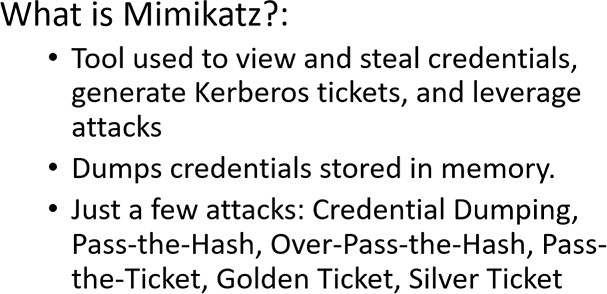 What is Mimikatz?:
• Tool used to view and steal credentials,
generate Kerberos tickets, and leverage
attacks
• Dumps credentials stored in memory.
• Just a few attacks: Credential Dumping,
Pass-the-Hash, Over-Pass-the-Hash, Pass-
the-Ticket, Golden Ticket, Silver Ticket